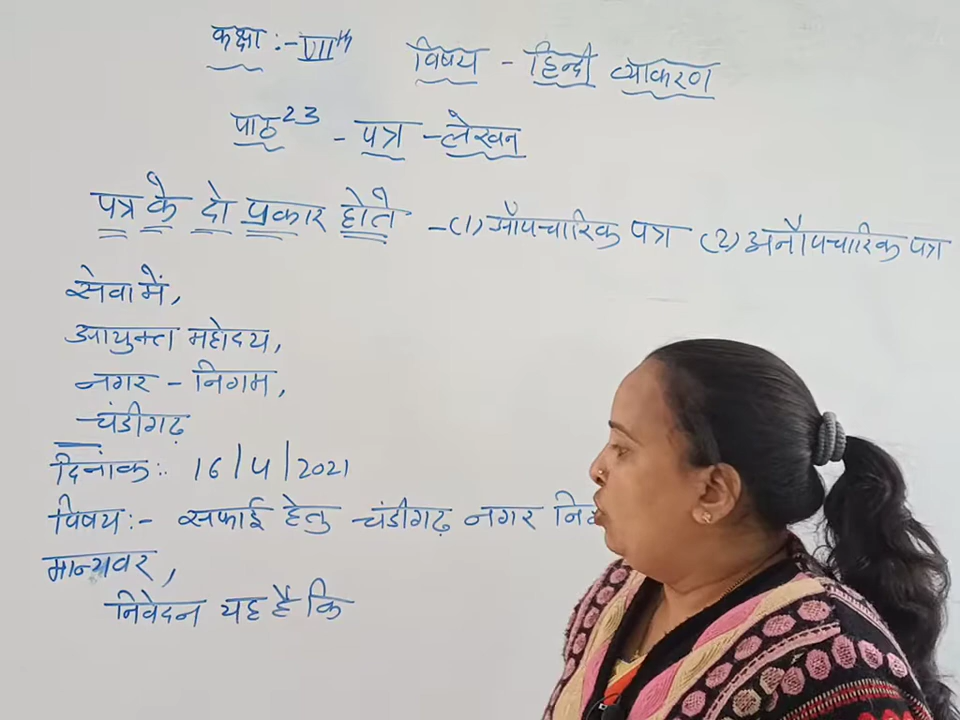 कक्षा :- VIIth विषय - हिन्दी व्याकरण
पाठ 23 - पत्र - लेखन
पत्र के दो प्रकार होते - (1) औपचारिक पत्र (2) अनौपचारिक पत्र
सेवा में,
आयुक्त महोदय,
नगर - निगम,
चंडीगढ़
दिनांक :- 16/4/2021
विषय :- सफाई हेतु चंडीगढ़ नगर
मान्यवर,
निवेदन यह है कि